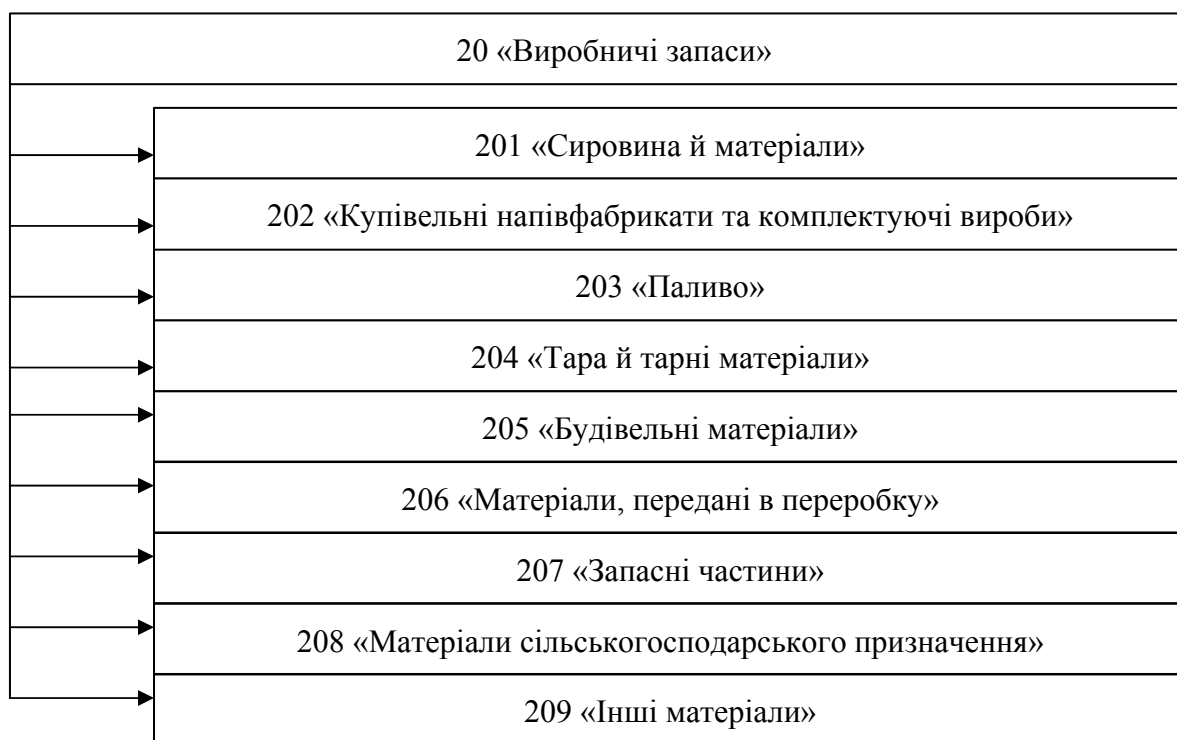 20 «Виробничі запаси»
201 «Сировина й матеріали»
202 «Купівельні напівфабрикати та комплектуючі вироби»
203 «Паливо»
204 «Тара й тарні матеріали»
205 «Будівельні матеріали»
206 «Матеріали, передані в переробку»
207 «Запасні частини»
208 «Матеріали сільськогосподарського призначення»
209 «Інші матеріали»